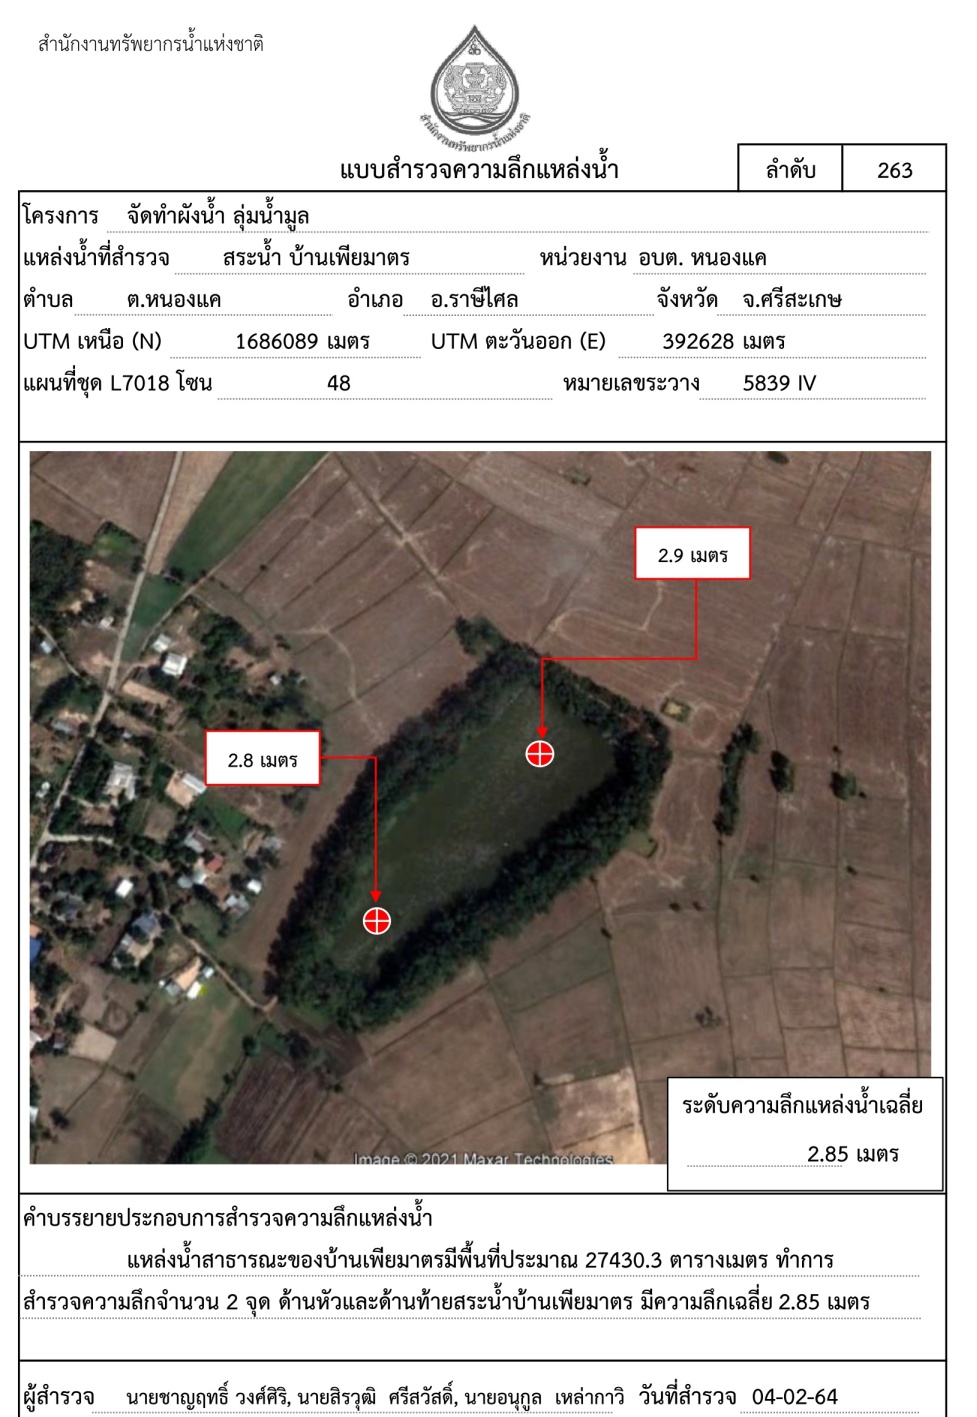 สำนักงานทรัพยากรน้ำแห่งชาติ
สำนักงานทรัพยากรน้ำแห่งชาติ
แบบสำรวจความลึกแหล่งน้ำ ลำดับ 263
โครงการ จัดทำผังน้ำ ลุ่มน้ำมูล
แหล่งน้ำที่สำรวจ สระน้ำ บ้านเพียมาตร หน่วยงาน อบต. หนองแค
ตำบล ต.หนองแค อำเภอ อ.ราษีไศล จังหวัด จ.ศรีสะเกษ
UTM เหนือ (N) 1686089 เมตร UTM ตะวันออก (E) 392628 เมตร
แผนที่ชุด L7018 โซน 48 หมายเลขระวาง 5839 IV
2.9 เมตร
2.8 เมตร
ระดับความลึกแหล่งน้ำเฉลี่ย
2.85 เมตร
Image © 2021 Maxar Technologies
คำบรรยายประกอบการสำรวจความลึกแหล่งน้ำ
แหล่งน้ำสาธารณะของบ้านเพียมาตรมีพื้นที่ประมาณ 27430.3 ตารางเมตร ทำการ
สำรวจความลึกจำนวน 2 จุด ด้านหัวและด้านท้ายสระน้ำบ้านเพียมาตร มีความลึกเฉลี่ย 2.85 เมตร
ผู้สำรวจ นายชาญฤทธิ์ วงศ์ศิริ, นายสิรวุฒิ ศรีสวัสดิ์, นายอนุกูล เหล่ากาวิ วันที่สำรวจ 04-02-64